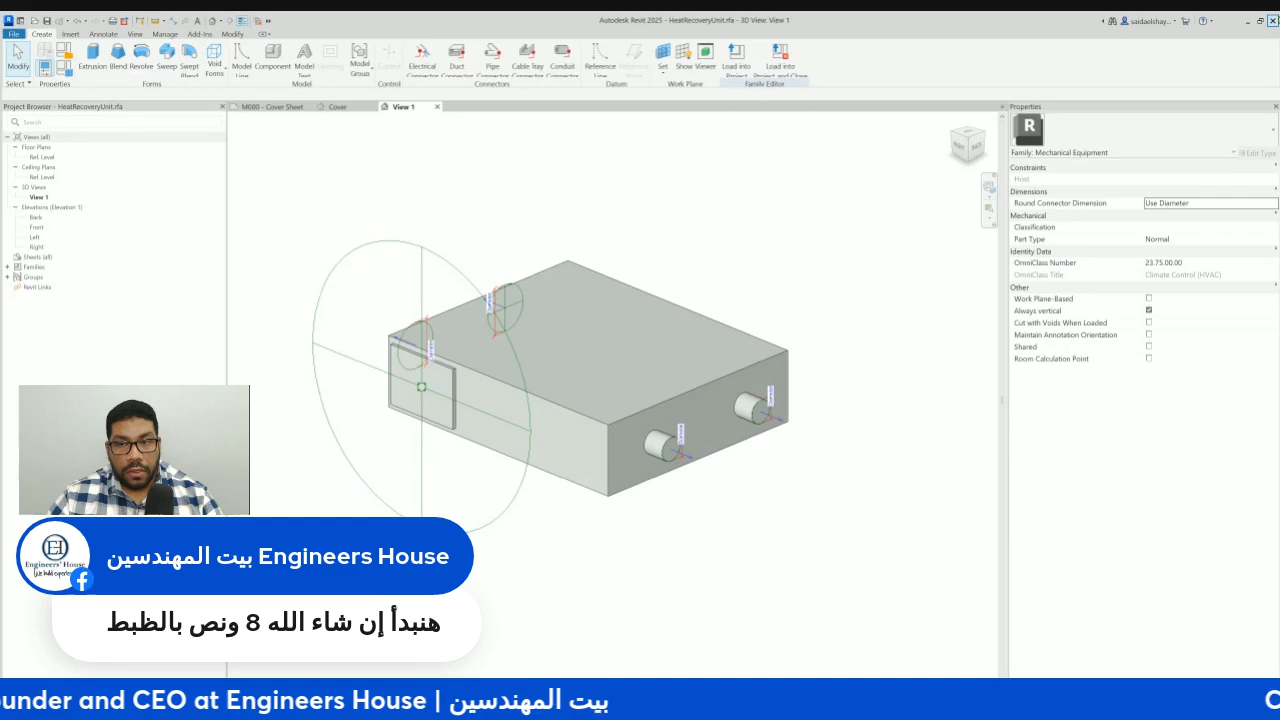 Autodesk Revit 2025 - HeatRecoveryUnit.rfa - 3D View: View 1
saidaelshay...
File Create Insert Annotate View Manage Add-Ins Modify
Modify Extrusion Blend Revolve Sweep Swept Blend Void Forms Model Line Component Model Text Model Group Electrical Connector Duct Connector Pipe Connector Cable Tray Connector Conduit Connector Reference Line Set Show Viewer Load into Project Load into Project and Close
Select Properties Forms Model Control Connectors Datum Work Plane Family Editor
Project Browser - HeatRecoveryUnit.rfa
M000 - Cover Sheet
Cover
View 1
Search
Views (all)
Floor Plans
Ref. Level
Ceiling Plans
Ref. Level
3D Views
View 1
Elevations (Elevation 1)
Back
Front
Left
Right
Sheets (all)
Families
Groups
Revit Links
RIGHT
BACK
Properties
R
Family: Mechanical Equipment
Edit Type
Constraints
Host
Dimensions
Round Connector Dimension Use Diameter
Mechanical
Classification
Part Type Normal
Identity Data
OmniClass Number 23.75.00.00
OmniClass Title Climate Control (HVAC)
Other
Work Plane-Based
Always vertical
Cut with Voids When Loaded
Maintain Annotation Orientation
Shared
Room Calculation Point
EH
Engineers' House
بيت المهندسين Engineers House
هنبدأ إن شاء الله 8 ونص بالظبط
ounder and CEO at Engineers House | بيت المهندسين